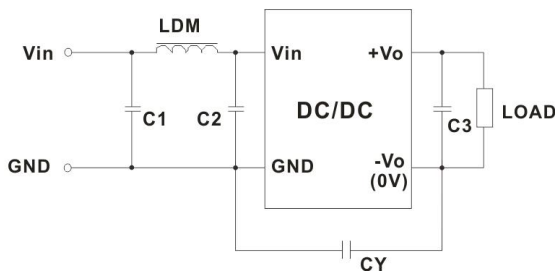 LDM
Vin
Vin
+Vo
C1
C2
DC/DC
C3
LOAD
GND
GND
-Vo
(0V)
CY